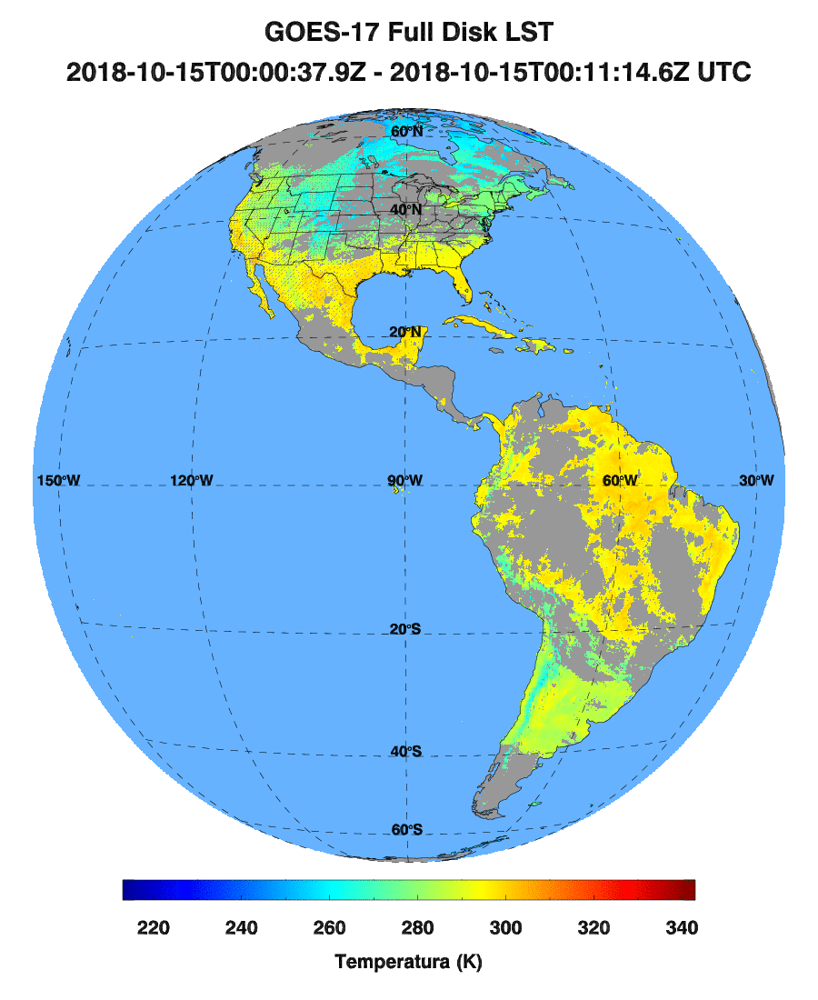 GOES-17 Full Disk LST
2018-10-15T00:00:37.9Z - 2018-10-15T00:11:14.6Z UTC
60°N
40°N
20°N
150°W 120°W 90°W 60°W 30°W
20°S
40°S
60°S
220 240 260 280 300 320 340
Temperatura (K)